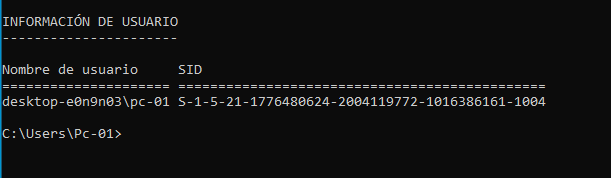 INFORMACIÓN DE USUARIO
----------------------
Nombre de usuario     SID
===================== ==============================================
desktop-e0n9n03\pc-01 S-1-5-21-1776480624-2004119772-1016386161-1004
C:\Users\Pc-01>